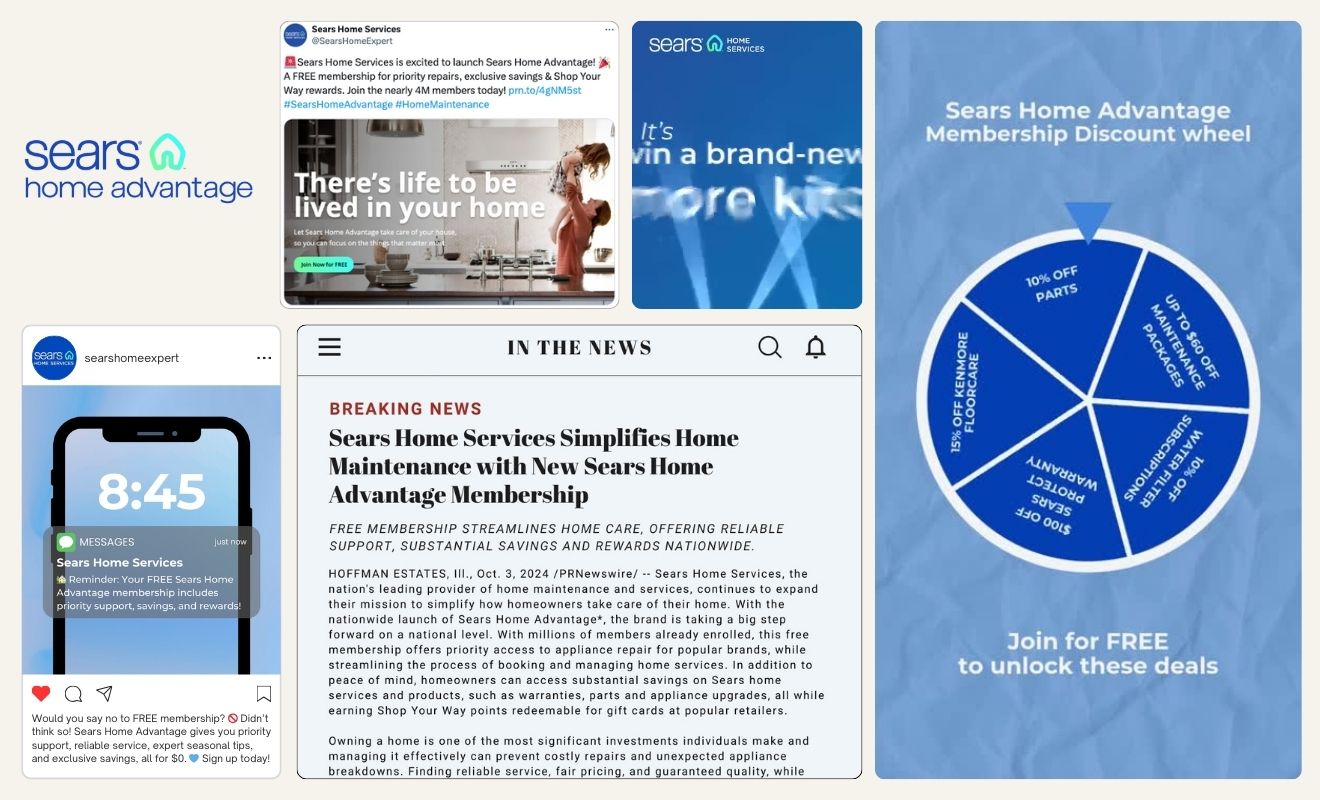 sears
home advantage
Sears Home Services
@SearsHomeExpert
🚨Sears Home Services is excited to launch Sears Home Advantage! 🎉
A FREE membership for priority repairs, exclusive savings & Shop Your
Way rewards. Join the nearly 4M members today! prn.to/4gNM5st
#SearsHomeAdvantage #HomeMaintenance
There's life to be
lived in your home
Let Sears Home Advantage take care of your house,
so you can focus on the things that matter most.
Join Now for FREE
sears HOME
SERVICES
It's
win a brand-new
more kitc
Sears Home Advantage
Membership Discount wheel
10% OFF
PARTS
UP TO $60 OFF
MAINTENANCE
PACKAGES
10% OFF
WATER FILTER
SUBSCRIPTIONS
$100 OFF
SEARS
PROTECT
WARRANTY
15% OFF KENMORE
FLOORCARE
Join for FREE
to unlock these deals
sears
HOME SERVICES
searshomeexpert
8:45
MESSAGES
just now
Sears Home Services
🏡 Reminder: Your FREE Sears Home
Advantage membership includes
priority support, savings, and rewards!
Would you say no to FREE membership? 🚫 Didn't
think so! Sears Home Advantage gives you priority
support, reliable service, expert seasonal tips,
and exclusive savings, all for $0. 💙 Sign up today!
IN THE NEWS
BREAKING NEWS
Sears Home Services Simplifies Home
Maintenance with New Sears Home
Advantage Membership
FREE MEMBERSHIP STREAMLINES HOME CARE, OFFERING RELIABLE
SUPPORT, SUBSTANTIAL SAVINGS AND REWARDS NATIONWIDE.
HOFFMAN ESTATES, Ill., Oct. 3, 2024 /PRNewswire/ -- Sears Home Services, the
nation's leading provider of home maintenance and services, continues to expand
their mission to simplify how homeowners take care of their home. With the
nationwide launch of Sears Home Advantage*, the brand is taking a big step
forward on a national level. With millions of members already enrolled, this free
membership offers priority access to appliance repair for popular brands, while
streamlining the process of booking and managing home services. In addition to
peace of mind, homeowners can access substantial savings on Sears home
services and products, such as warranties, parts and appliance upgrades, all while
earning Shop Your Way points redeemable for gift cards at popular retailers.
Owning a home is one of the most significant investments individuals make and
managing it effectively can prevent costly repairs and unexpected appliance
breakdowns. Finding reliable service, fair pricing, and guaranteed quality, while